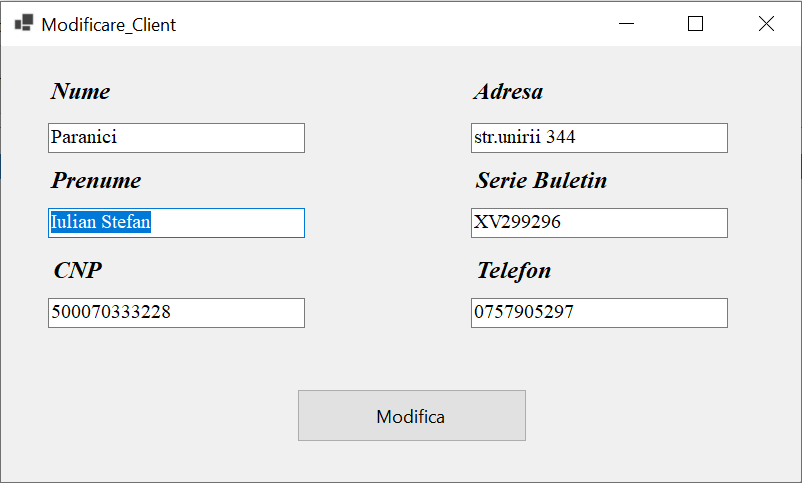 Modificare_Client
Nume
Adresa
Paranici
str.unirii 344
Prenume
Serie Buletin
Iulian Stefan
XV299296
CNP
Telefon
500070333228
0757905297
Modifica